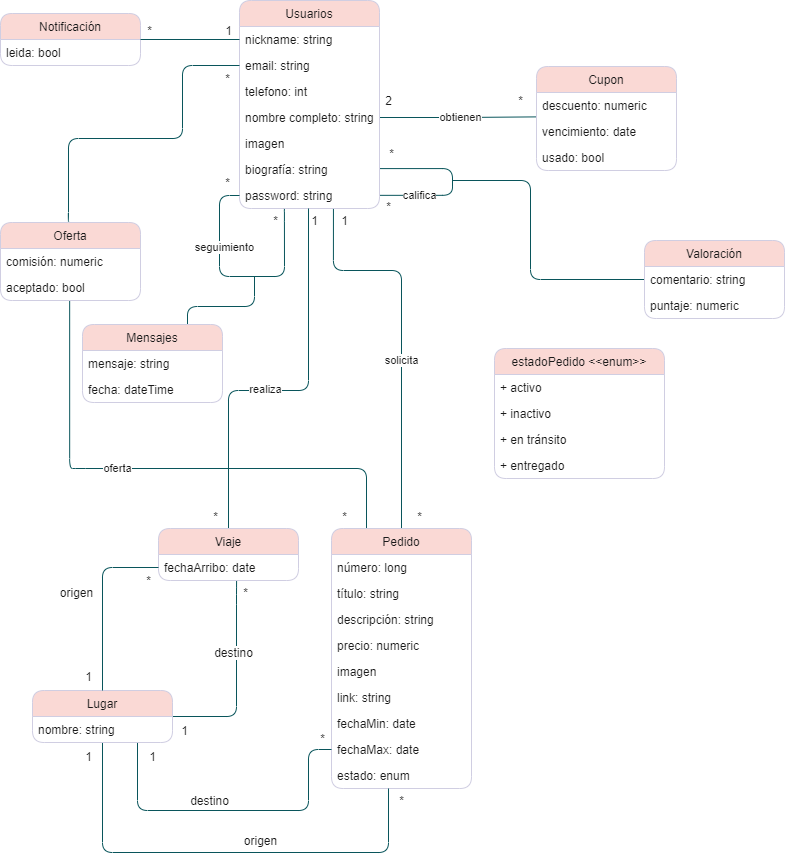 Usuarios
nickname: string
email: string
telefono: int
nombre completo: string
imagen
biografía: string
password: string
Notificación
leida: bool
*
1
*
2
*
obtienen
Cupon
descuento: numeric
vencimiento: date
usado: bool
*
*
califica
Valoración
comentario: string
puntaje: numeric
*
*
seguimiento
1
1
Oferta
comisión: numeric
aceptado: bool
Mensajes
mensaje: string
fecha: dateTime
solicita
realiza
estadoPedido <<enum>>
+ activo
+ inactivo
+ en tránsito
+ entregado
oferta
*
*
*
Viaje
fechaArribo: date
Pedido
número: long
título: string
descripción: string
precio: numeric
imagen
link: string
fechaMin: date
fechaMax: date
estado: enum
*
*
origen
destino
1
Lugar
nombre: string
1
1
1
*
destino
*
origen